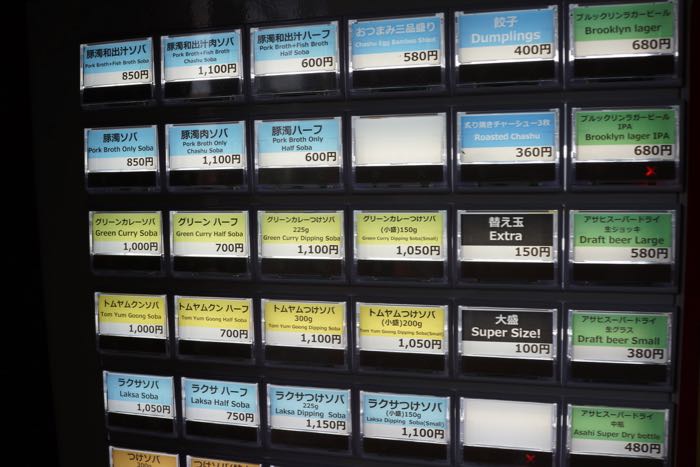 豚濁和出汁ソバ
Pork Broth+Fish Broth Soba
850円
豚濁和出汁肉ソバ
Pork Broth+Fish Broth
Chashu Soba
1,100円
豚濁和出汁ハーフ
Pork Broth+Fish Broth
Half Soba
600円
おつまみ三品盛り
Chashu Egg Bamboo Shoot
580円
餃子
Dumplings
400円
ブルックリンラガービール
Brooklyn lager
680円
豚濁ソバ
Pork Broth Only Soba
850円
豚濁肉ソバ
Pork Broth Only
Chashu Soba
1,100円
豚濁ハーフ
Pork Broth Only
Half Soba
600円
炙り焼きチャーシュー3枚
Roasted Chashu
360円
ブルックリンラガービール
IPA
Brooklyn lager IPA
680円
グリーンカレーソバ
Green Curry Soba
1,000円
グリーン ハーフ
Green Curry Half Soba
700円
グリーンカレーつけソバ
225g
Green Curry Dipping Soba
1,100円
グリーンカレーつけソバ
(小盛)150g
Green Curry Dipping Soba(Small)
1,050円
替え玉
Extra
150円
アサヒスーパードライ
生ジョッキ
Draft beer Large
580円
トムヤムクンソバ
Tom Yum Goong Soba
1,000円
トムヤムクン ハーフ
Tom Yum Goong Half Soba
700円
トムヤムつけソバ
300g
Tom Yum Goong Dipping Soba
1,100円
トムヤムつけソバ
(小盛)200g
Tom Yum Goong Dipping Soba(Small)
1,050円
大盛
Super Size!
100円
アサヒスーパードライ
生グラス
Draft beer Small
380円
ラクサソバ
Laksa Soba
1,050円
ラクサ ハーフ
Laksa Half Soba
750円
ラクサつけソバ
225g
Laksa Dipping Soba
1,150円
ラクサつけソバ
(小盛)150g
Laksa Dipping Soba(Small)
1,100円
アサヒスーパードライ
中瓶
Asahi Super Dry bottle
480円
つけソバ
300g